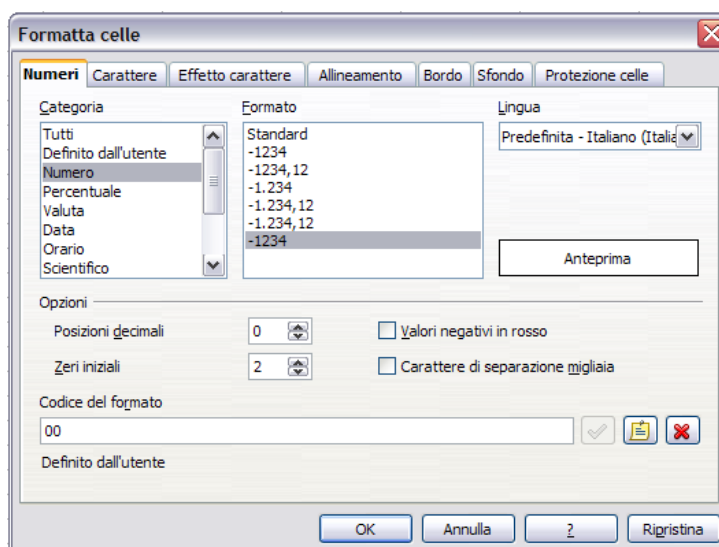 Formatta celle
Numeri Carattere Effetto carattere Allineamento Bordo Sfondo Protezione celle
Categoria Formato Lingua
Tutti
Definito dall'utente
Numero
Percentuale
Valuta
Data
Orario
Scientifico
Standard
-1234
-1234,12
-1.234
-1.234,12
-1.234,12
-1234
Predefinita - Italiano (Italia
Anteprima
Opzioni
Posizioni decimali 0 Valori negativi in rosso
Zeri iniziali 2 Carattere di separazione migliaia
Codice del formato
00
Definito dall'utente
OK Annulla ? Ripristina